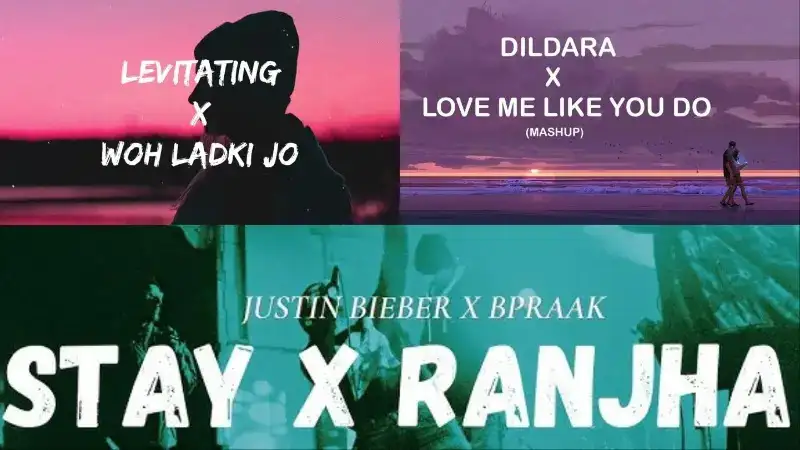 LEVITATING
X
WOH LADKI JO
DILDARA
X
LOVE ME LIKE YOU DO
(MASHUP)
JUSTIN BIEBER X BPRAAK
STAY X RANJHA